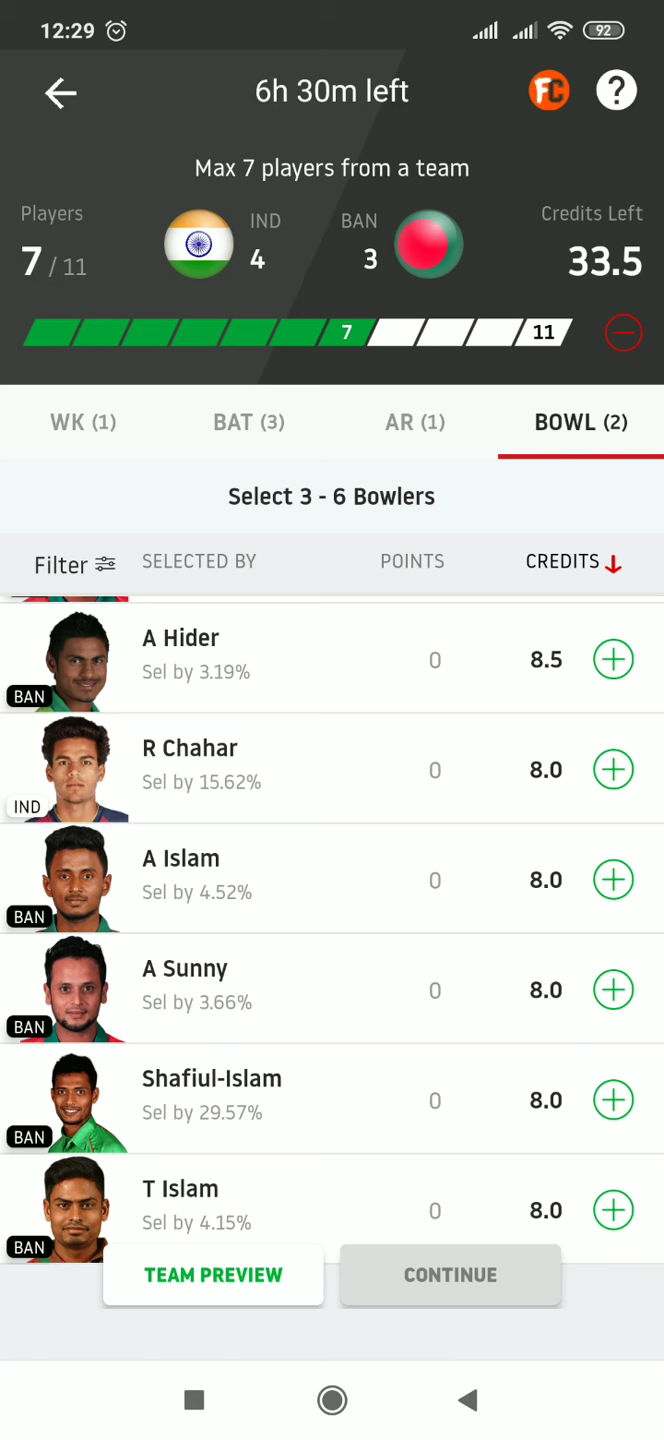 12:29
92
6h 30m left
FC
?
Max 7 players from a team
Players
IND
BAN
Credits Left
7 / 11
4
3
33.5
7
11
WK (1)
BAT (3)
AR (1)
BOWL (2)
Select 3 - 6 Bowlers
Filter
SELECTED BY
POINTS
CREDITS
A Hider
Sel by 3.19%
0
8.5
BAN
R Chahar
Sel by 15.62%
0
8.0
IND
A Islam
Sel by 4.52%
0
8.0
BAN
A Sunny
Sel by 3.66%
0
8.0
BAN
Shafiul-Islam
Sel by 29.57%
0
8.0
BAN
T Islam
Sel by 4.15%
0
8.0
BAN
TEAM PREVIEW
CONTINUE